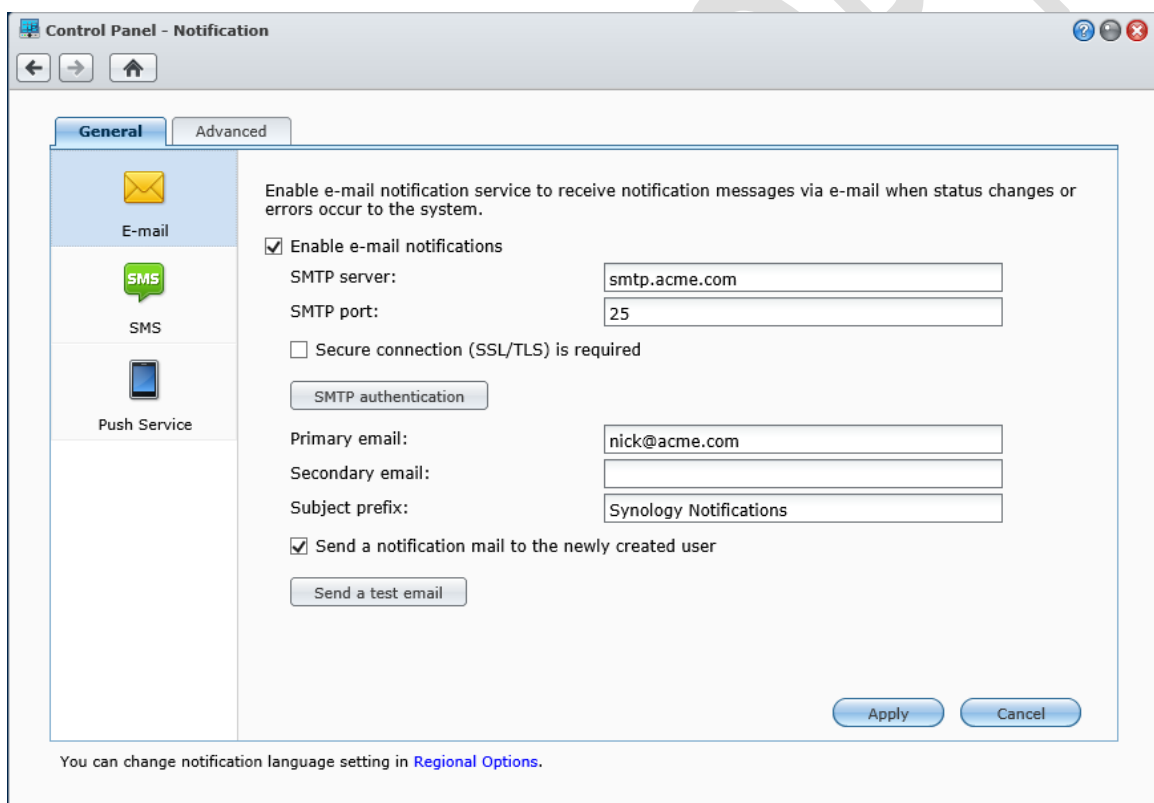 Control Panel - Notification
General Advanced
E-mail
SMS
SMS
Push Service
Enable e-mail notification service to receive notification messages via e-mail when status changes or
errors occur to the system.
Enable e-mail notifications
SMTP server: smtp.acme.com
SMTP port: 25
Secure connection (SSL/TLS) is required
SMTP authentication
Primary email: nick@acme.com
Secondary email:
Subject prefix: Synology Notifications
Send a notification mail to the newly created user
Send a test email
Apply Cancel
You can change notification language setting in Regional Options.